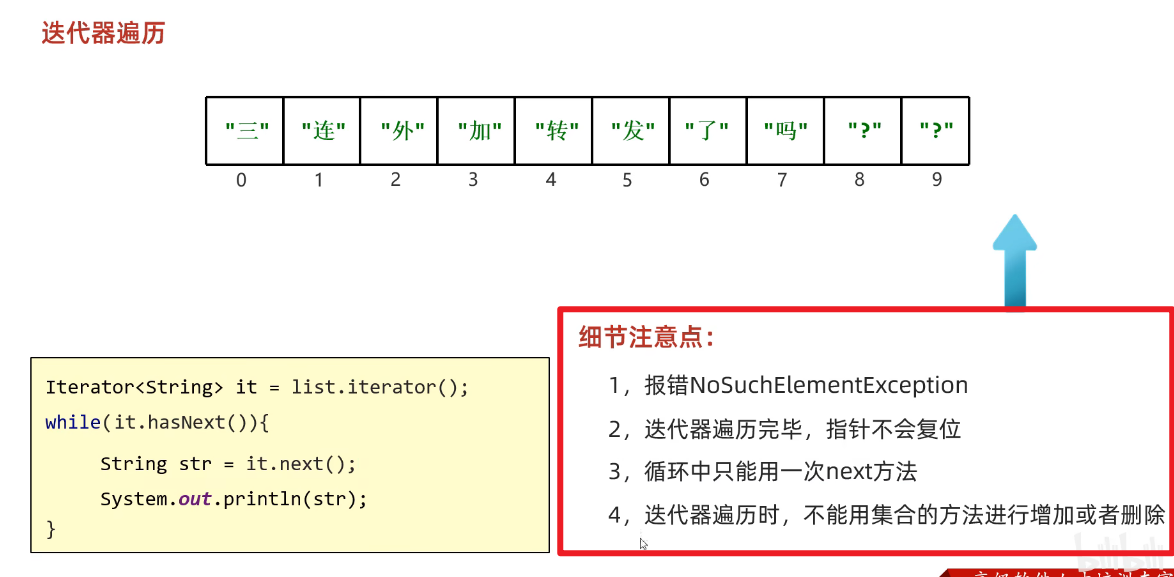 迭代器遍历
"三" "连" "外" "加" "转" "发" "了" "吗" "?" "?"
0 1 2 3 4 5 6 7 8 9
Iterator<String> it = list.iterator();
while(it.hasNext()){
String str = it.next();
System.out.println(str);
}
细节注意点：
1，报错NoSuchElementException
2，迭代器遍历完毕，指针不会复位
3，循环中只能用一次next方法
4，迭代器遍历时，不能用集合的方法进行增加或者删除
bilibili